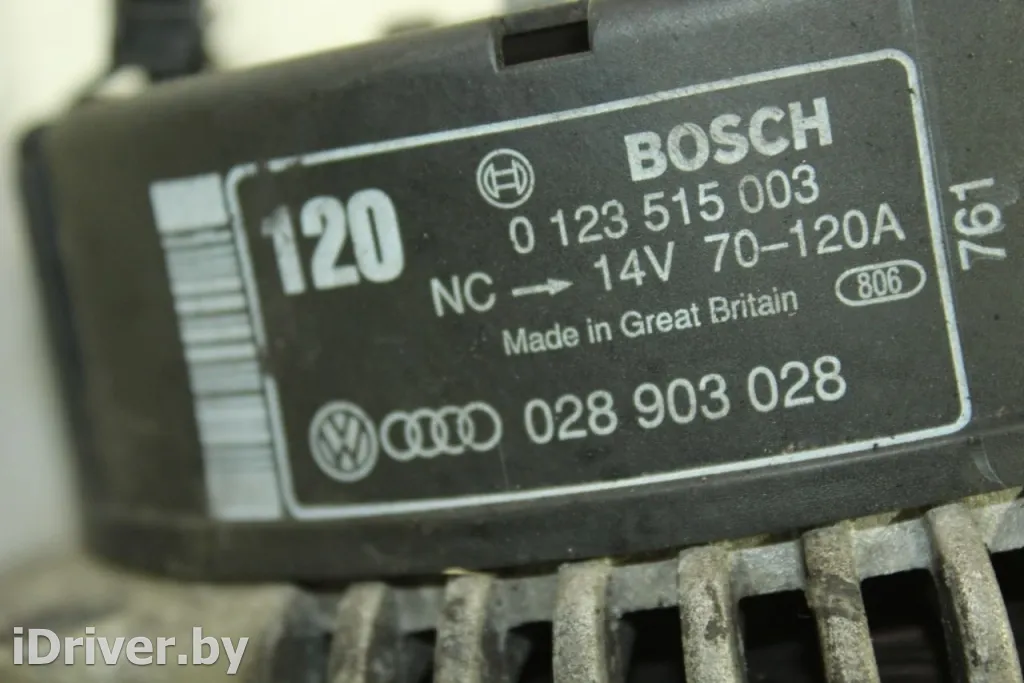 BOSCH
120
0 123 515 003
NC → 14V 70–120A
Made in Great Britain 806
028 903 028
761
iDriver.by